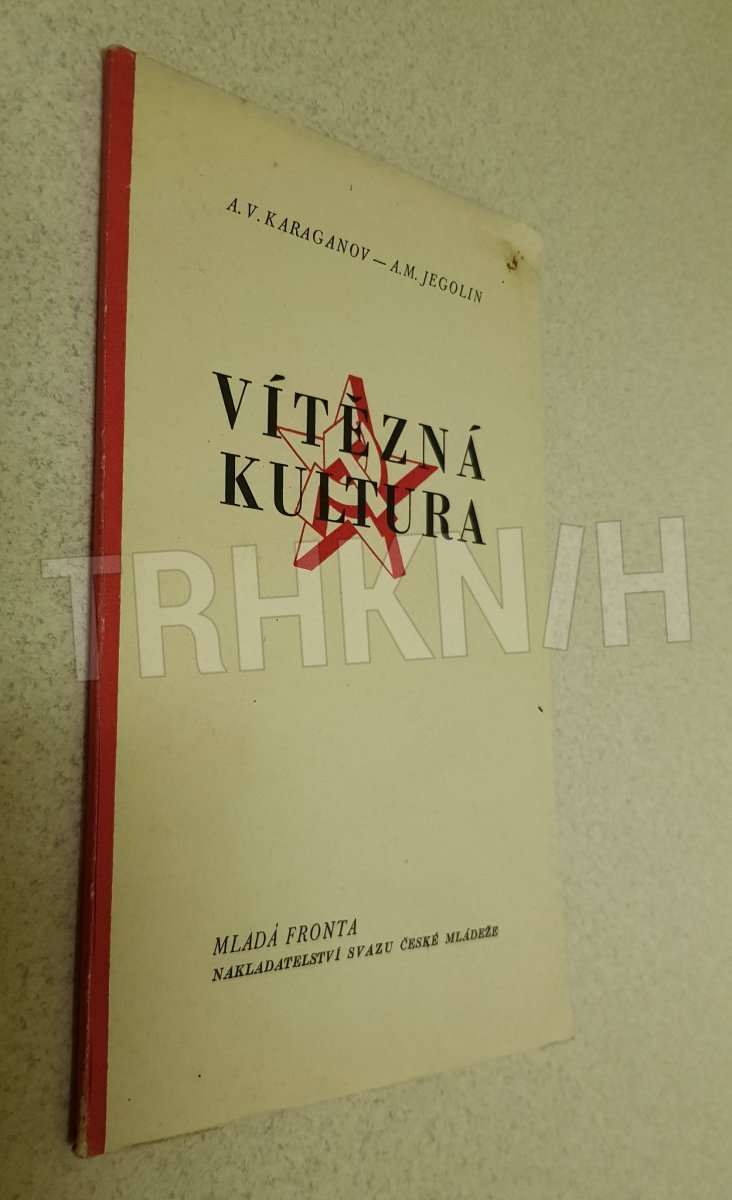 A. V. KARAGANOV — A. M. JEGOLIN
VÍTĚZNÁ
KULTURA
TRHKNIH
MLADÁ FRONTA
NAKLADATELSTVÍ SVAZU ČESKÉ MLÁDEŽE